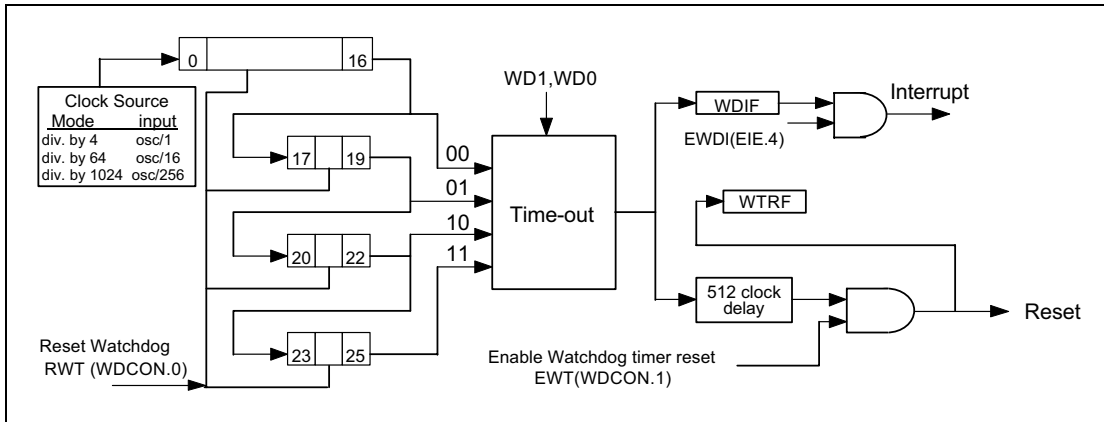 0 16
Clock Source
Mode input
div. by 4 osc/1
div. by 64 osc/16
div. by 1024 osc/256
17 19
20 22
23 25
Reset Watchdog
RWT (WDCON.0)
WD1,WD0
00
01
10
11
Time-out
WDIF
EWDI(EIE.4)
Interrupt
WTRF
512 clock
delay
Reset
Enable Watchdog timer reset
EWT(WDCON.1)